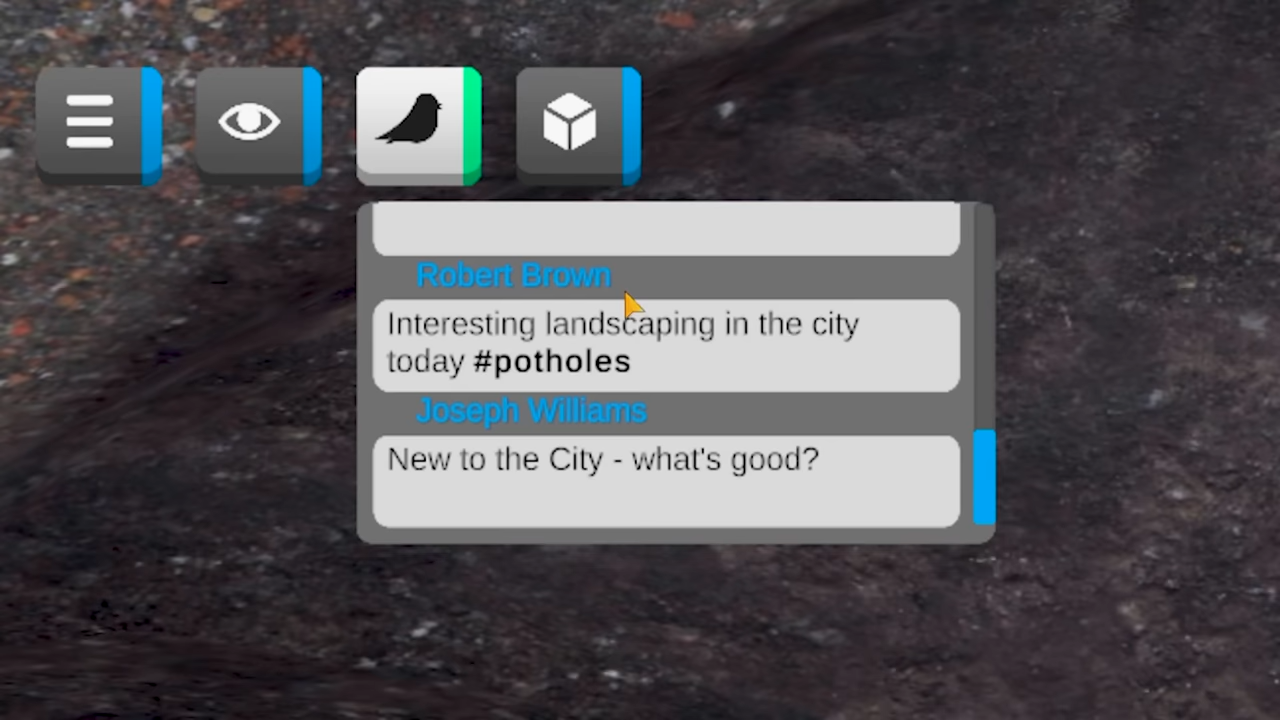 Robert Brown
Interesting landscaping in the city
today #potholes
Joseph Williams
New to the City - what's good?